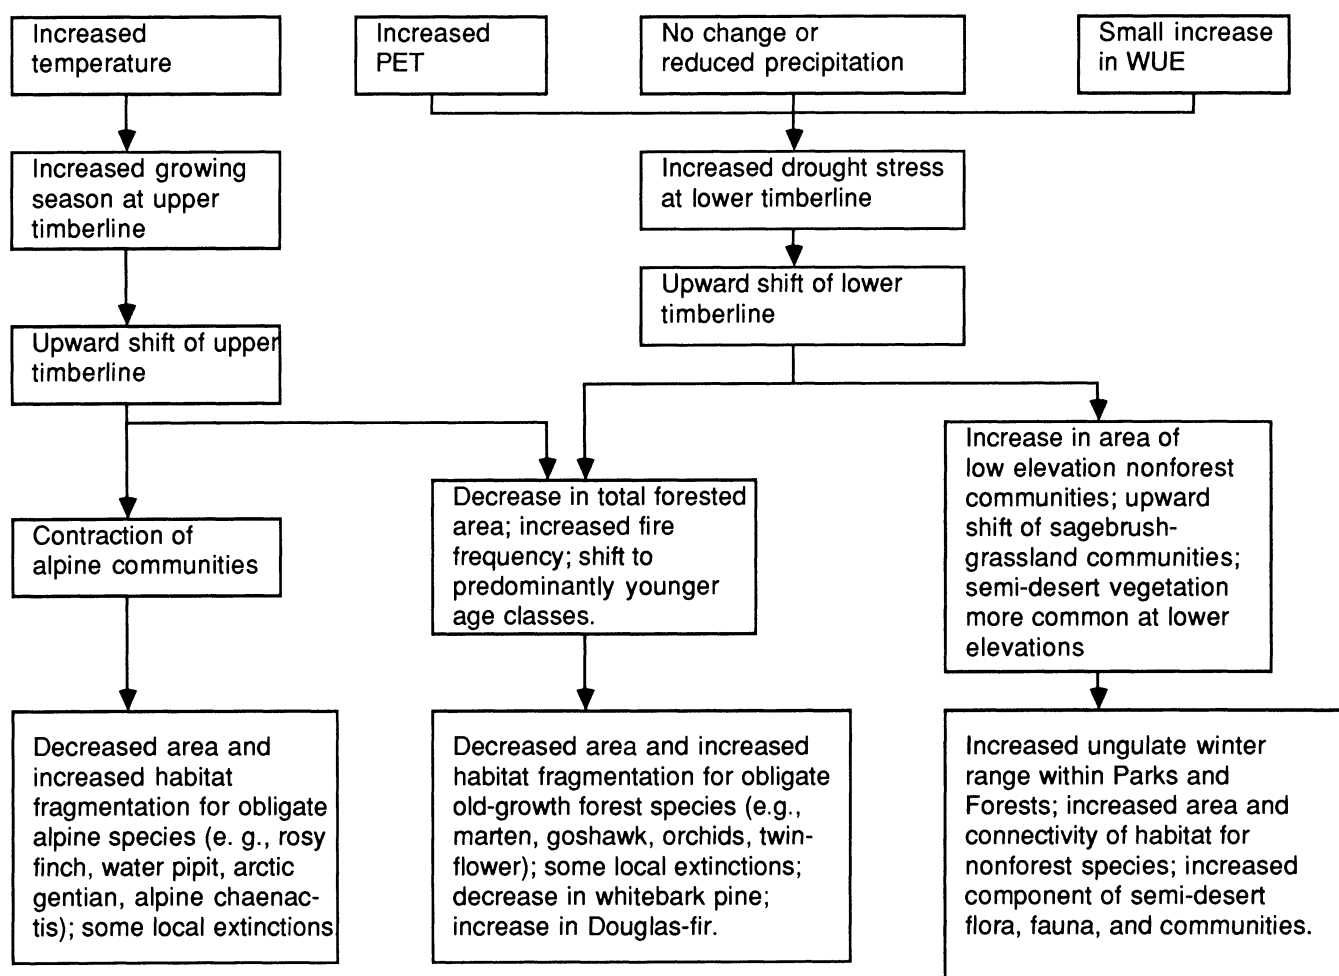 Increased
temperature
Increased
PET
No change or
reduced precipitation
Small increase
in WUE
Increased growing
season at upper
timberline
Increased drought stress
at lower timberline
Upward shift of lower
timberline
Upward shift of upper
timberline
Contraction of
alpine communities
Decrease in total forested
area; increased fire
frequency; shift to
predominantly younger
age classes.
Increase in area of
low elevation nonforest
communities; upward
shift of sagebrush-
grassland communities;
semi-desert vegetation
more common at lower
elevations
Decreased area and
increased habitat
fragmentation for obligate
alpine species (e. g., rosy
finch, water pipit, arctic
gentian, alpine chaenac-
tis); some local extinctions
Decreased area and increased
habitat fragmentation for obligate
old-growth forest species (e.g.,
marten, goshawk, orchids, twin-
flower); some local extinctions;
decrease in whitebark pine;
increase in Douglas-fir.
Increased ungulate winter
range within Parks and
Forests; increased area and
connectivity of habitat for
nonforest species; increased
component of semi-desert
flora, fauna, and communities.